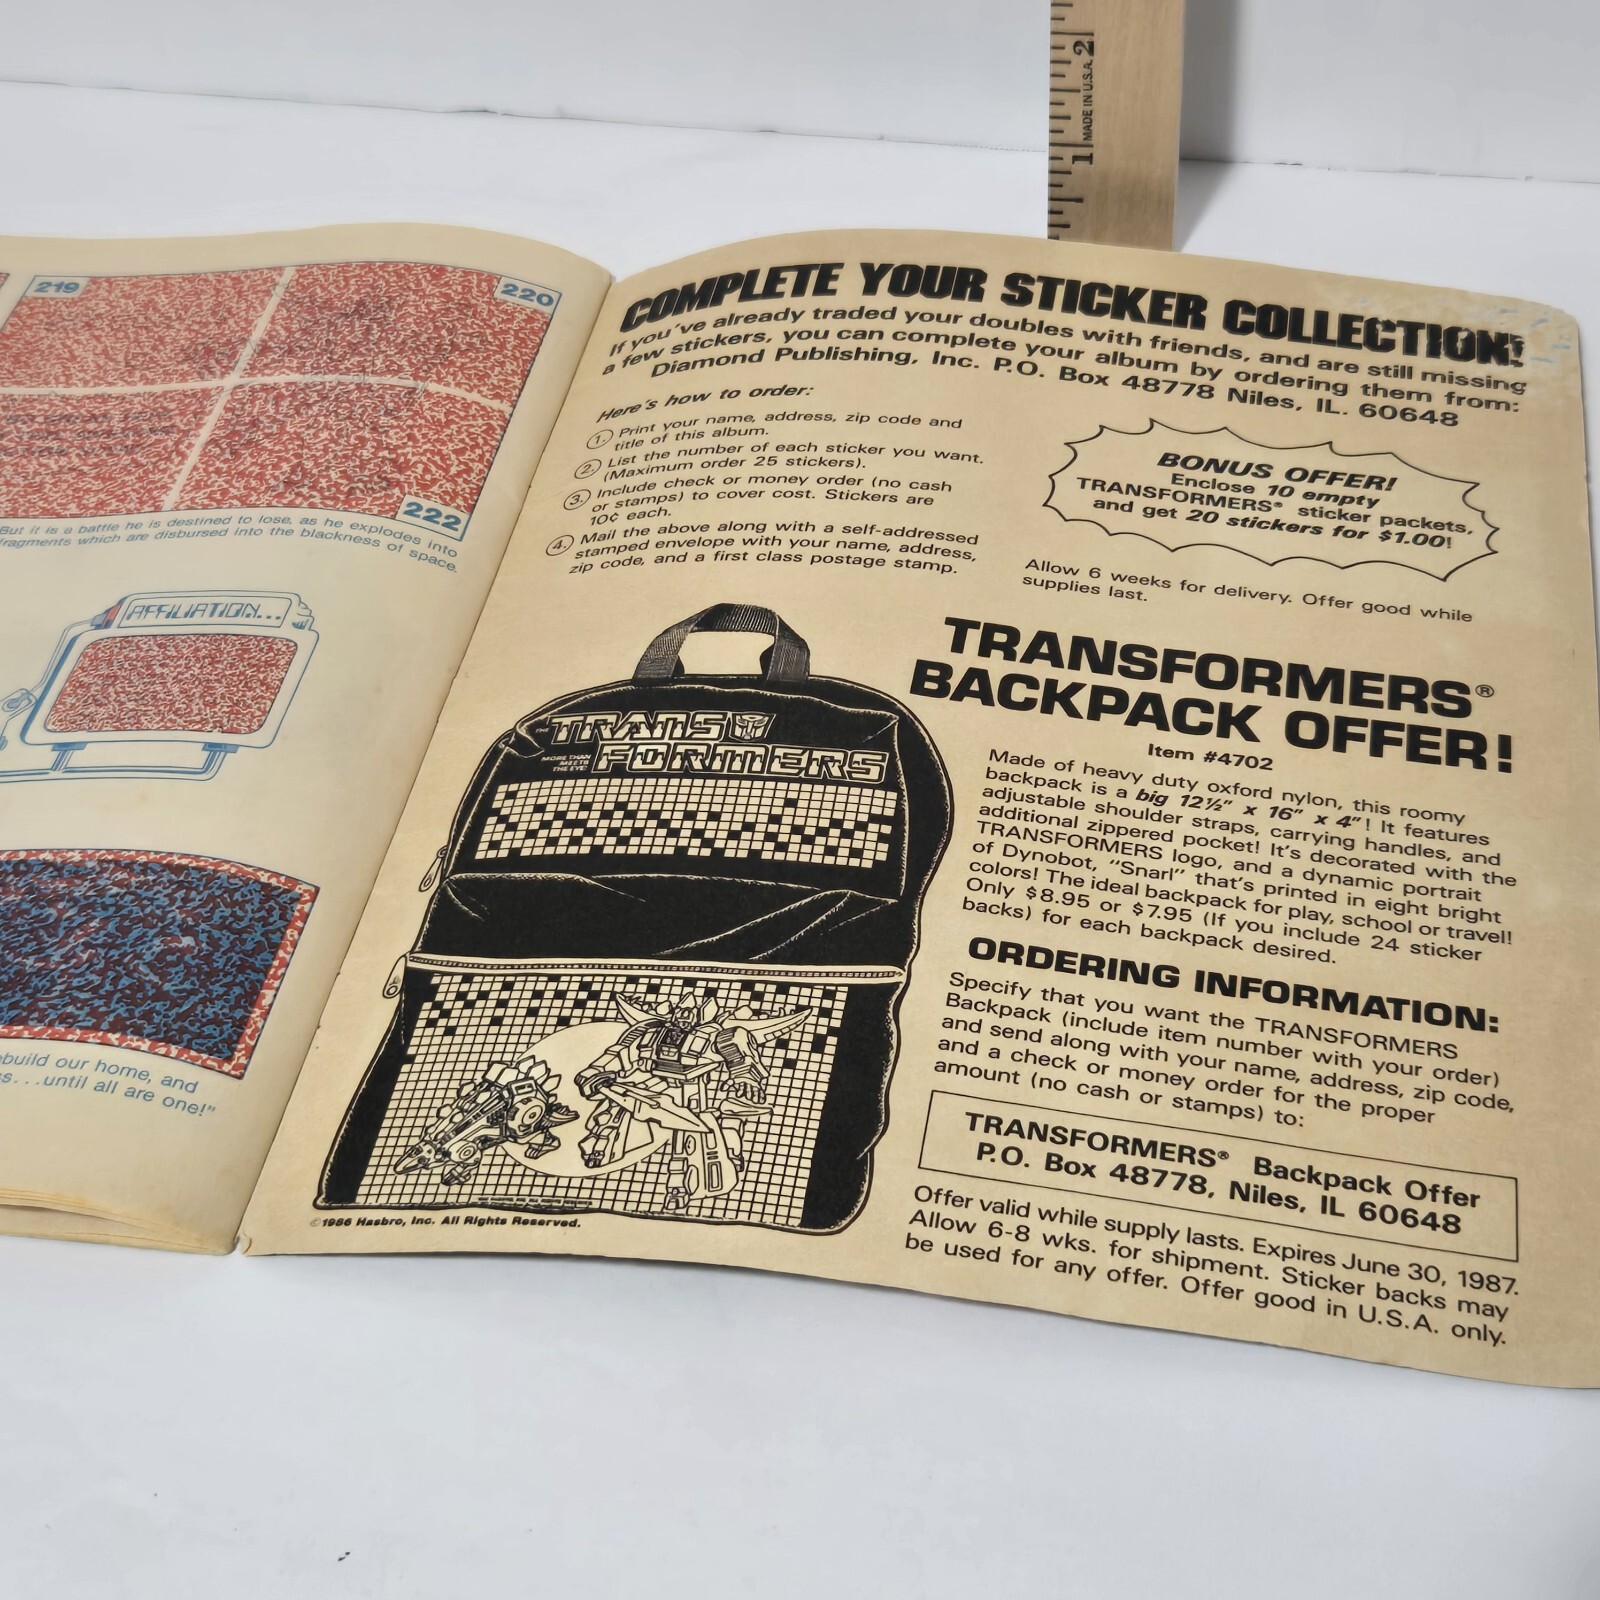 2
1
MADE IN U.S.A.
219
220
222
But it is a battle he is destined to lose, as he explodes into
fragments which are disbursed into the blackness of space.
AFFILIATION...
ebuild our home, and
s...until all are one!"
COMPLETE YOUR STICKER COLLECTION!
If you've already traded your doubles with friends, and are still missing
a few stickers, you can complete your album by ordering them from:
Diamond Publishing, Inc. P.O. Box 48778 Niles, IL. 60648
Here's how to order:
1. Print your name, address, zip code and
title of this album.
2. List the number of each sticker you want.
(Maximum order 25 stickers).
3. Include check or money order (no cash
or stamps) to cover cost. Stickers are
10¢ each.
4. Mail the above along with a self-addressed
stamped envelope with your name, address,
zip code, and a first class postage stamp.
BONUS OFFER!
Enclose 10 empty
TRANSFORMERS® sticker packets,
and get 20 stickers for $1.00!
Allow 6 weeks for delivery. Offer good while
supplies last.
THE TRANSFORMERS
MORE THAN
MEETS
THE EYE!
©1986 Hasbro, Inc. All Rights Reserved.
TRANSFORMERS®
BACKPACK OFFER!
Item #4702
Made of heavy duty oxford nylon, this roomy
backpack is a big 12½" x 16" x 4"! It features
adjustable shoulder straps, carrying handles, and
additional zippered pocket! It's decorated with the
TRANSFORMERS logo, and a dynamic portrait
of Dynobot, "Snarl" that's printed in eight bright
colors! The ideal backpack for play, school or travel!
Only $8.95 or $7.95 (If you include 24 sticker
backs) for each backpack desired.
ORDERING INFORMATION:
Specify that you want the TRANSFORMERS
Backpack (include item number with your order)
and send along with your name, address, zip code,
and a check or money order for the proper
amount (no cash or stamps) to:
TRANSFORMERS® Backpack Offer
P.O. Box 48778, Niles, IL 60648
Offer valid while supply lasts. Expires June 30, 1987.
Allow 6-8 wks. for shipment. Sticker backs may
be used for any offer. Offer good in U.S.A. only.